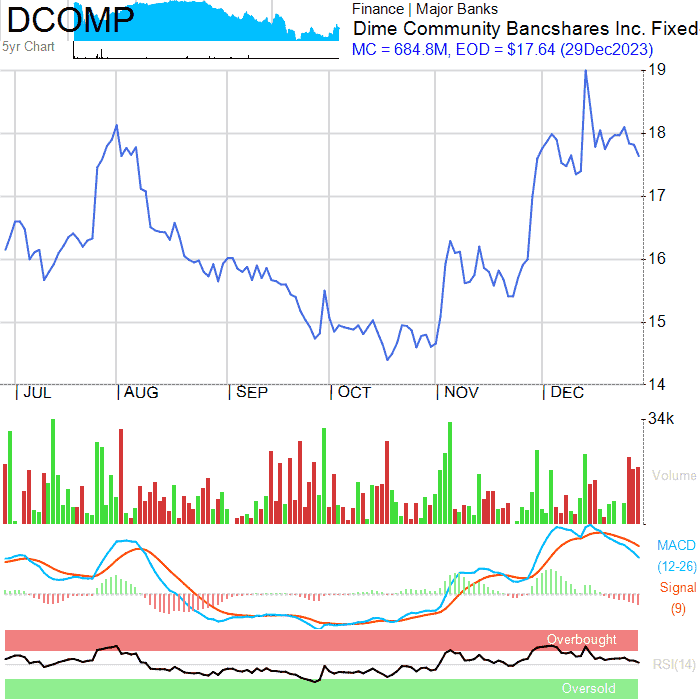 DCOMP
5yr Chart
Finance | Major Banks
Dime Community Bancshares Inc. Fixed
MC = 684.8M, EOD = $17.64 (29Dec2023)
19
18
17
16
15
14
JUL AUG SEP OCT NOV DEC
34k
Volume
MACD
(12-26)
Signal
(9)
Overbought
RSI(14)
Oversold